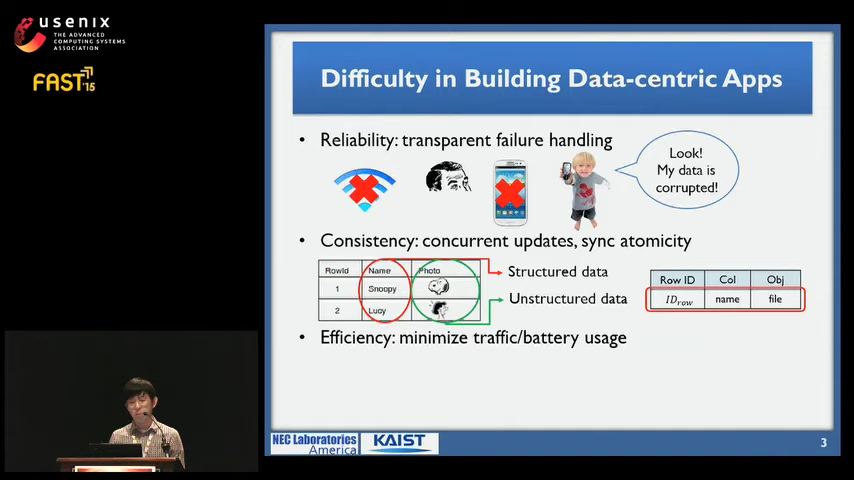 usenix
THE ADVANCED
COMPUTING SYSTEMS
ASSOCIATION
FAST '15
Difficulty in Building Data-centric Apps
• Reliability: transparent failure handling
Look!
My data is
corrupted!
• Consistency: concurrent updates, sync atomicity
RowId Name Photo
1 Snoopy
2 Lucy
Structured data
Unstructured data
Row ID Col Obj
IDrow name file
• Efficiency: minimize traffic/battery usage
NEC Laboratories
America
KAIST
3